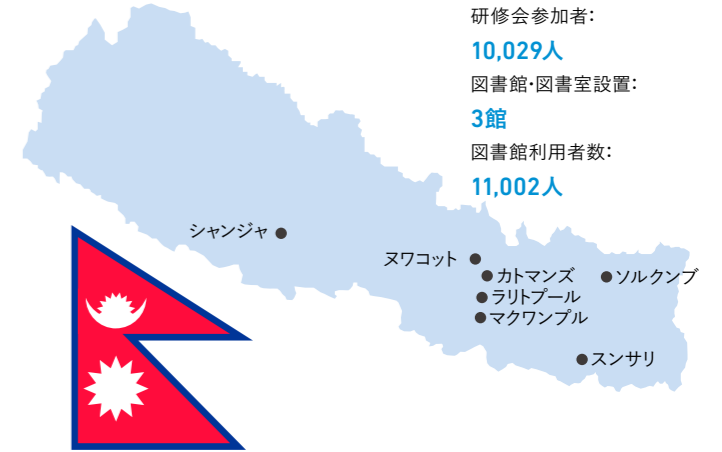 研修会参加者：
10,029人
図書館・図書室設置：
3館
図書館利用者数：
11,002人
シャンジャ
ヌワコット
カトマンズ
ソルクンブ
ラリトプール
マクワンプル
スンサリ